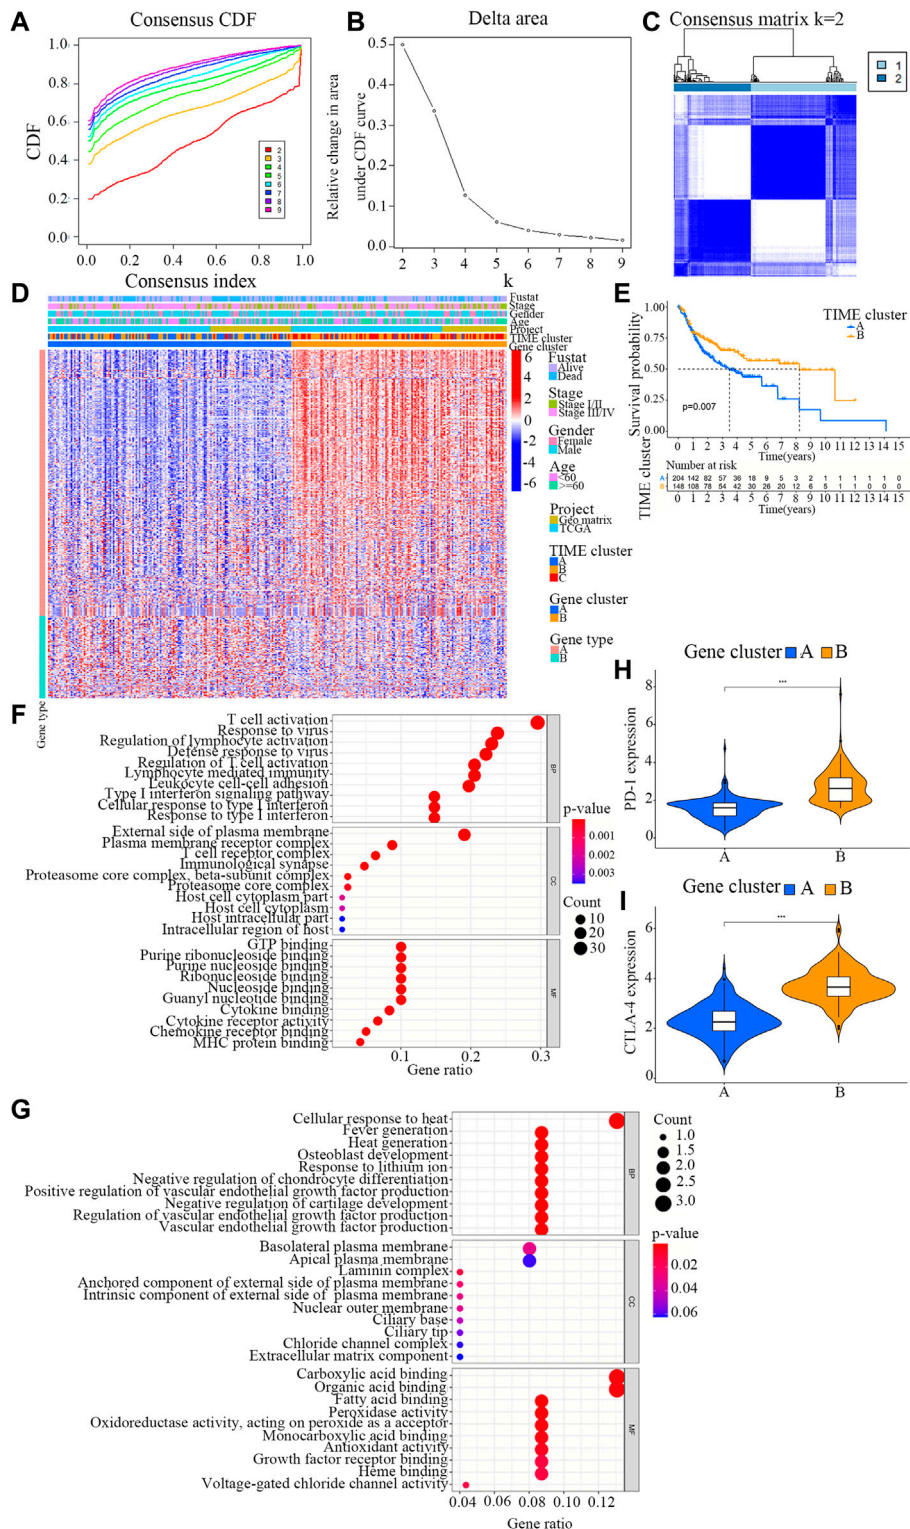 A
Consensus CDF
CDF
1.0
0.8
0.6
0.4
0.2
0.0
2
3
4
5
6
7
8
9
0.0 0.2 0.4 0.6 0.8 1.0
Consensus index
B
Delta area
Relative change in area
under CDF curve
0.5
0.4
0.3
0.2
0.1
0.0
2 3 4 5 6 7 8 9
k
C
Consensus matrix k=2
1
2
D
Fustat
Stage
Gender
Age
Project
TIME cluster
Gene cluster
6
4
2
0
-2
-4
-6
Fustat
Alive
Dead
Stage
Stage I/II
Stage III/IV
Gender
Female
Male
Age
<60
>=60
Project
Geo matrix
TCGA
TIME cluster
A
B
C
Gene cluster
A
B
Gene type
A
B
Gene type
E
TIME cluster
A
B
Survival probability
1.00
0.75
0.50
0.25
0.00
p=0.007
0 1 2 3 4 5 6 7 8 9 10 11 12 13 14 15
Time(years)
TIME cluster
Number at risk
A 204 142 82 57 36 18 9 5 3 2 1 1 1 1 1 0 0
B 148 108 78 54 42 30 26 20 12 6 5 1 1 0 0 0
0 1 2 3 4 5 6 7 8 9 10 11 12 13 14 15
Time(years)
F
T cell activation
Response to virus
Regulation of lymphocyte activation
Defense response to virus
Regulation of T cell activation
Lymphocyte mediated immunity
Leukocyte cell-cell adhesion
Type I interferon signaling pathway
Cellular response to type I interferon
Response to type I interferon
BP
External side of plasma membrane
Plasma membrane receptor complex
T cell receptor complex
Immunological synapse
Proteasome core complex, beta-subunit complex
Proteasome core complex
Host cell cytoplasm part
Host cell cytoplasm
Host intracellular part
Intracellular region of host
CC
GTP binding
Purine ribonucleoside binding
Purine nucleoside binding
Ribonucleoside binding
Nucleoside binding
Guanyl nucleotide binding
Cytokine binding
Cytokine receptor activity
Chemokine receptor binding
MHC protein binding
MF
0.1 0.2 0.3
Gene ratio
p-value
0.001
0.002
0.003
Count
10
20
30
H
Gene cluster A B
PD-1 expression
8
6
4
2
0
***
A B
I
Gene cluster A B
CTLA-4 expression
6
4
2
0
***
A B
G
Cellular response to heat
Fever generation
Heat generation
Osteoblast development
Response to lithium ion
Negative regulation of chondrocyte differentiation
Positive regulation of vascular endothelial growth factor production
Negative regulation of cartilage development
Regulation of vascular endothelial growth factor production
Vascular endothelial growth factor production
BP
Basolateral plasma membrane
Apical plasma membrane
Laminin complex
Anchored component of external side of plasma membrane
Intrinsic component of external side of plasma membrane
Nuclear outer membrane
Ciliary base
Ciliary tip
Chloride channel complex
Extracellular matrix component
CC
Carboxylic acid binding
Organic acid binding
Fatty acid binding
Peroxidase activity
Oxidoreductase activity, acting on peroxide as a acceptor
Monocarboxylic acid binding
Antioxidant activity
Growth factor receptor binding
Heme binding
Voltage-gated chloride channel activity
MF
0.04 0.06 0.08 0.10 0.12
Gene ratio
Count
1.0
1.5
2.0
2.5
3.0
p-value
0.02
0.04
0.06